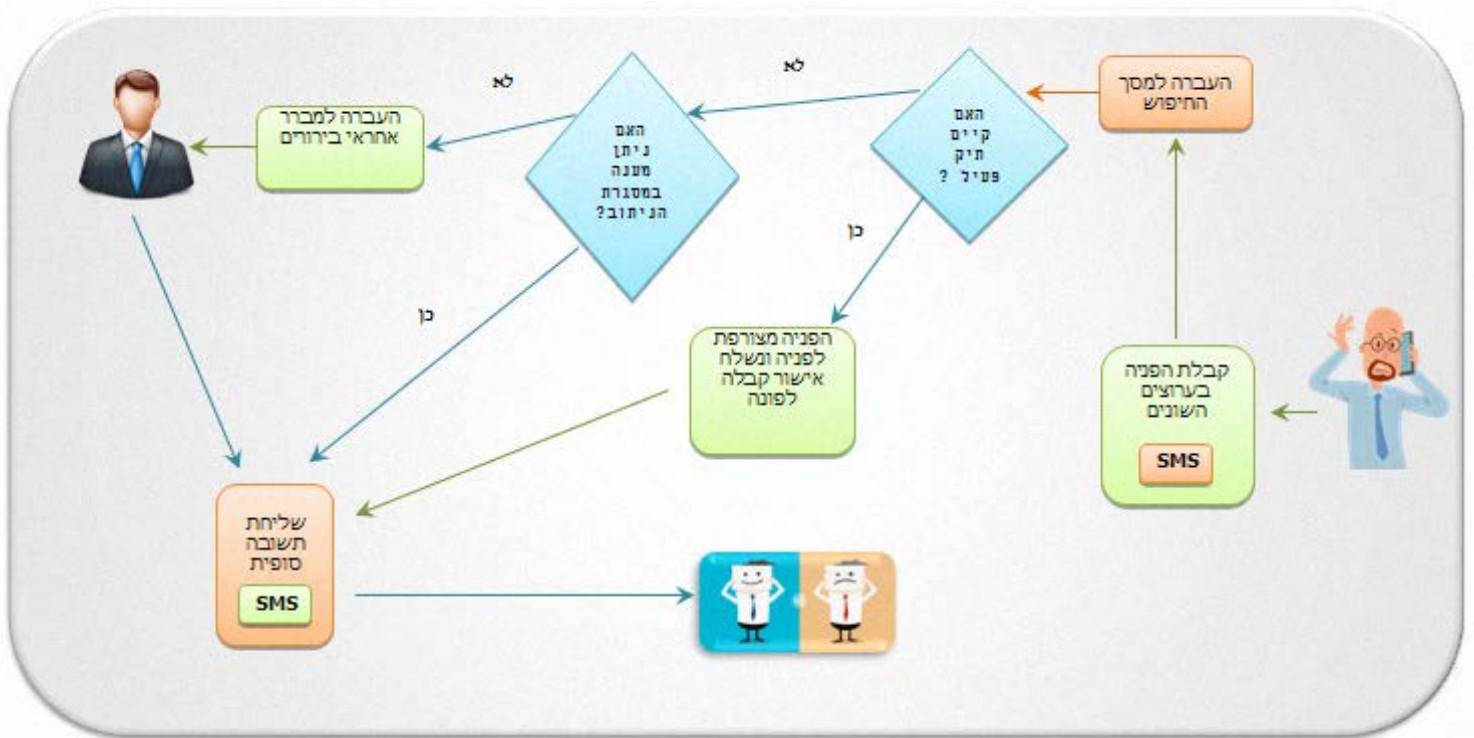 קבלת הפניה
בערוצים
השונים
SMS
העברה למסך
החיפוש
האם
קיים
תיק
פעיל ?
לא
כן
הפניה מצורפת
לפניה ונשלח
אישור קבלה
לפונה
האם
ניתן
מענה
במסגרת
הניתוב?
לא
כן
העברה למברר
אחראי בירורים
שליחת
תשובה
סופית
SMS